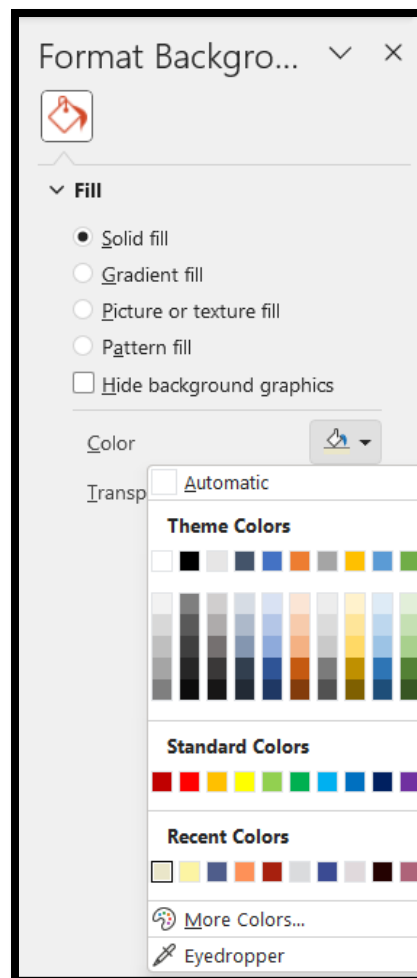 Format Backgro...
Fill
Solid fill
Gradient fill
Picture or texture fill
Pattern fill
Hide background graphics
Color
Transp
Automatic
Theme Colors
Standard Colors
Recent Colors
More Colors...
Eyedropper